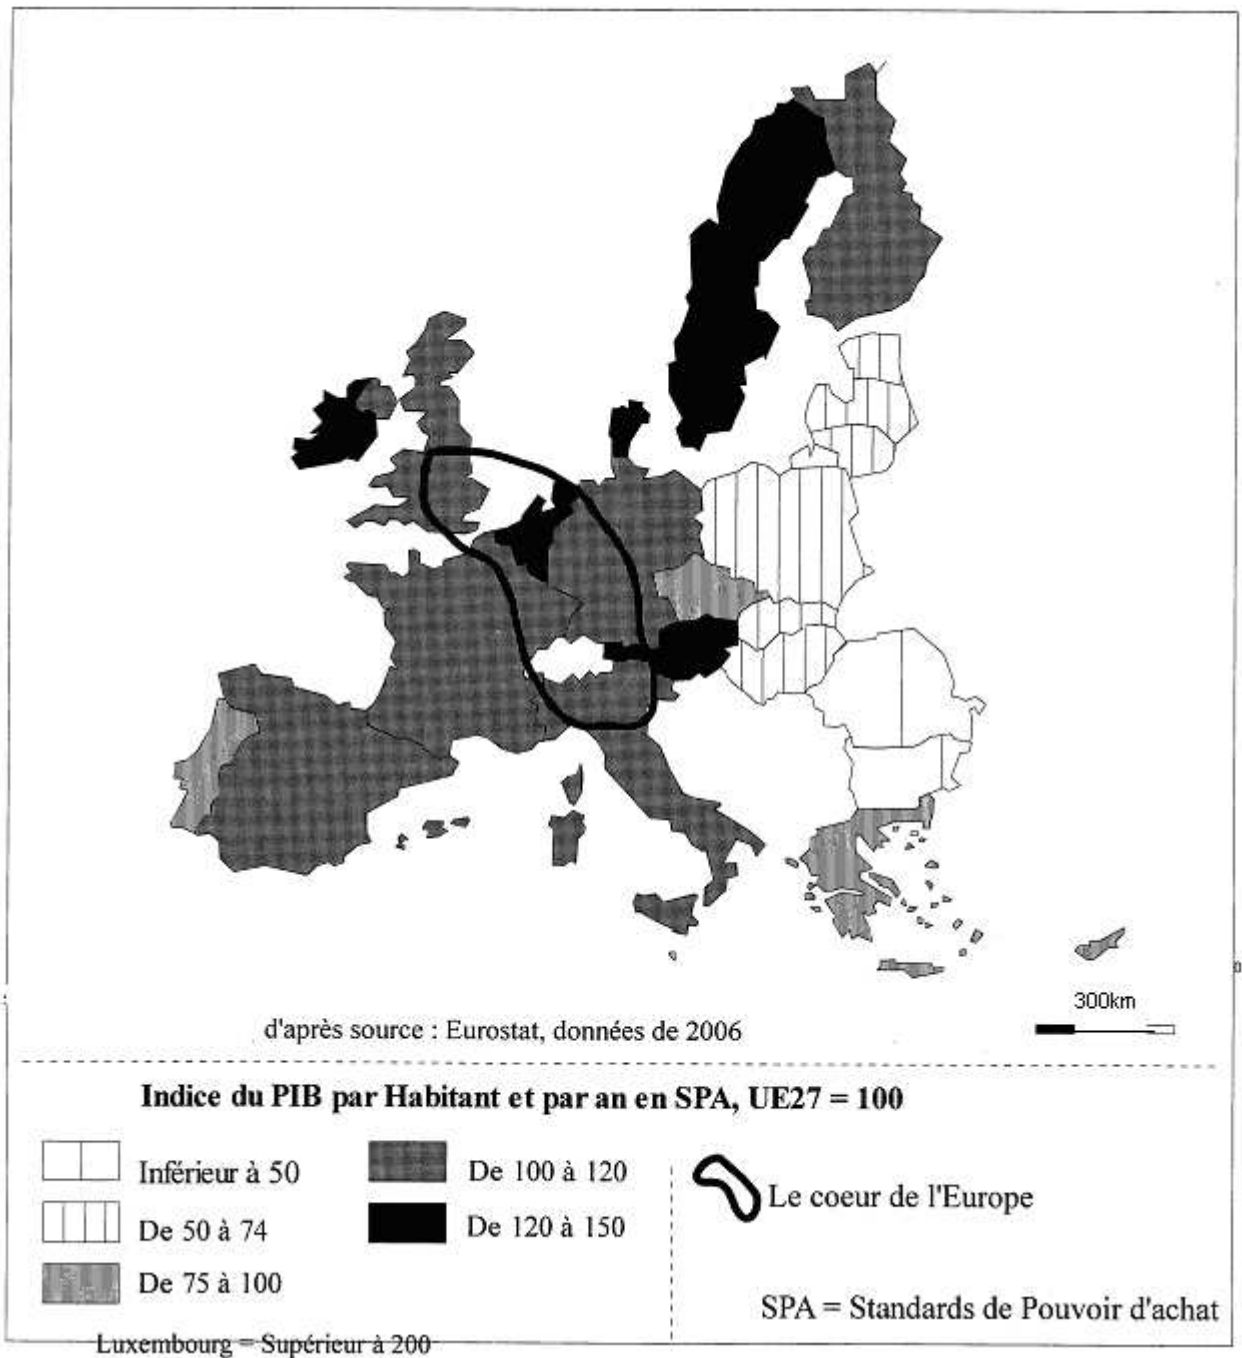 300km
d'après source : Eurostat, données de 2006
Indice du PIB par Habitant et par an en SPA, UE27 = 100
Inférieur à 50
De 50 à 74
De 75 à 100
De 100 à 120
De 120 à 150
Luxembourg = Supérieur à 200
Le coeur de l'Europe
SPA = Standards de Pouvoir d'achat